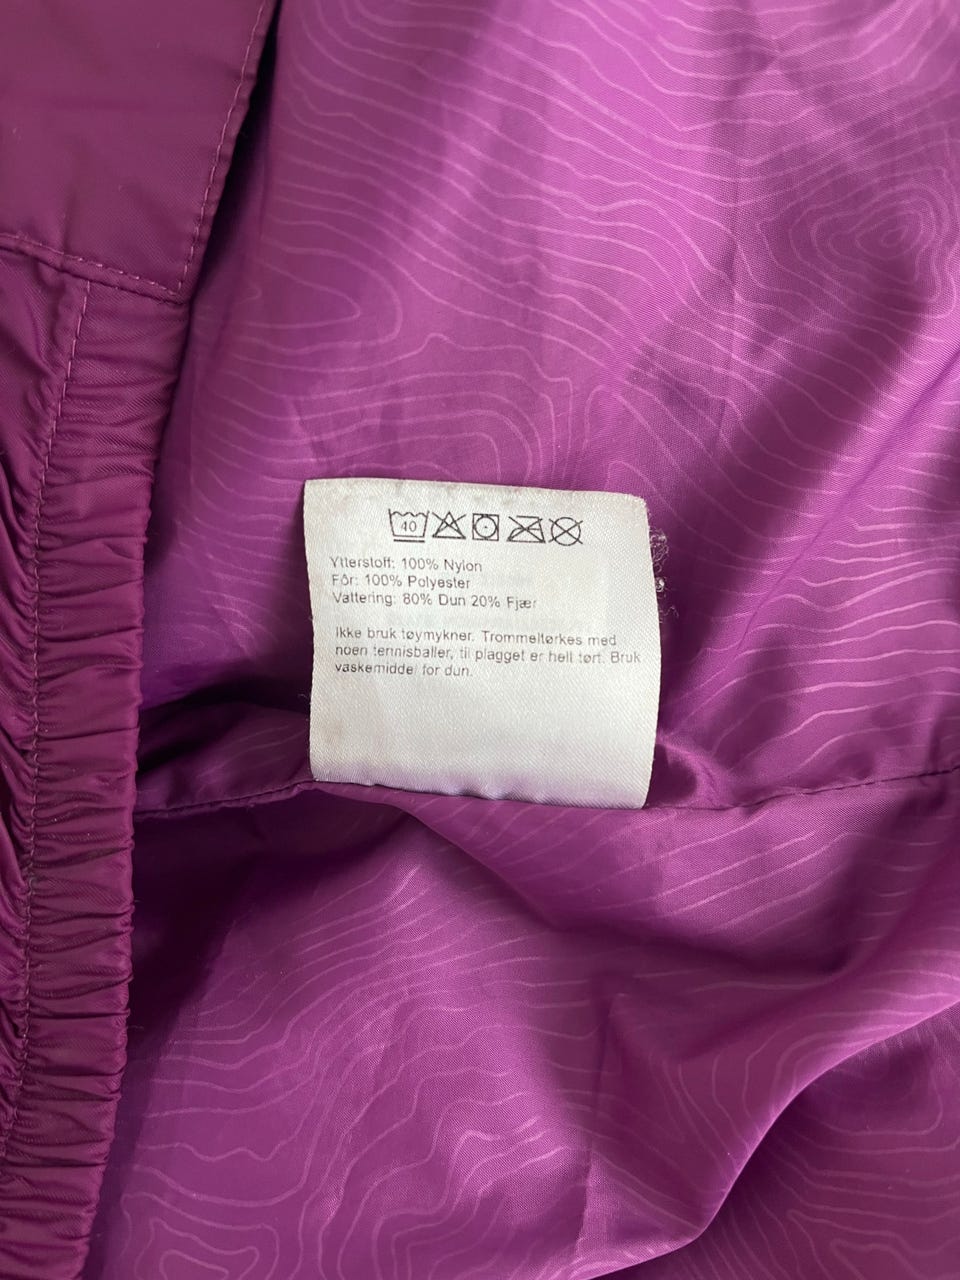 40
Ytterstoff: 100% Nylon
Fôr: 100% Polyester
Vattering: 80% Dun 20% Fjær
Ikke bruk tøymykner. Trommeltørkes med
noen tennisballer, til plagget er helt tørt. Bruk
vaskemiddel for dun.